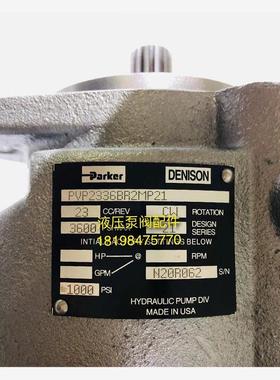 Parker
DENISON
PVP2336BR2MP21
23 CC/REV CW ROTATION
3600 DESIGN SERIES
液压泵阀配件
18198475770
HP @ RPM
GPM N20R062 S/N
1000 PSI
HYDRAULIC PUMP DIV
MADE IN USA